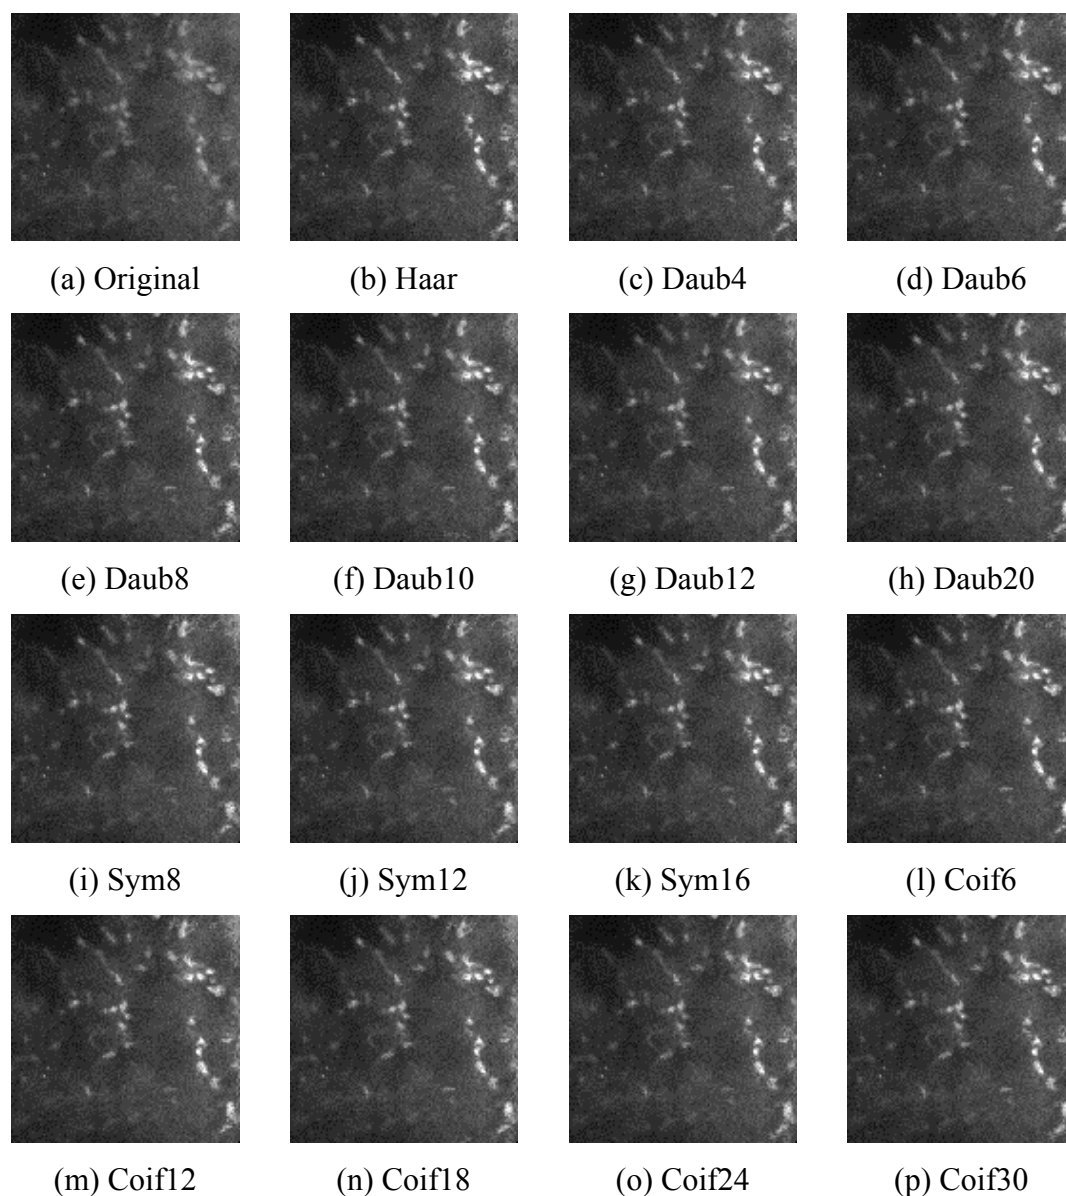 (a) Original (b) Haar (c) Daub4 (d) Daub6
(e) Daub8 (f) Daub10 (g) Daub12 (h) Daub20
(i) Sym8 (j) Sym12 (k) Sym16 (l) Coif6
(m) Coif12 (n) Coif18 (o) Coif24 (p) Coif30